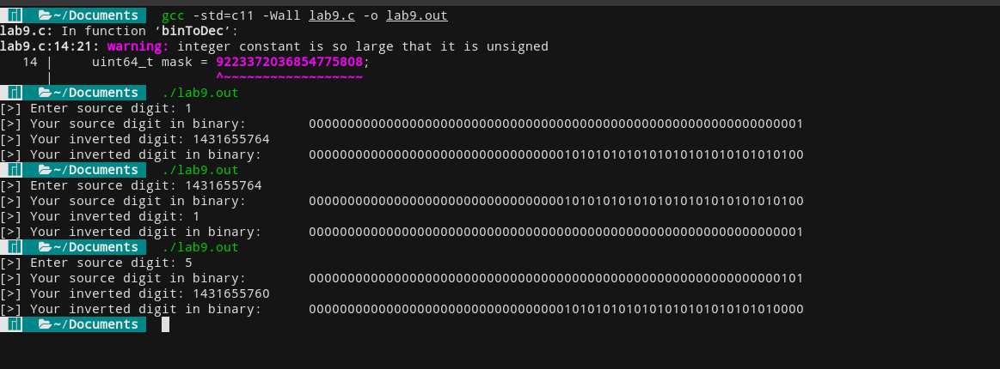 ~/Documents gcc -std=c11 -Wall lab9.c -o lab9.out
lab9.c: In function ‘binToDec’:
lab9.c:14:21: warning: integer constant is so large that it is unsigned
14 | uint64_t mask = 9223372036854775808;
| ^~~~~~~~~~~~~~~~~~~
~/Documents ./lab9.out
[>] Enter source digit: 1
[>] Your source digit in binary: 0000000000000000000000000000000000000000000000000000000000000001
[>] Your inverted digit: 1431655764
[>] Your inverted digit in binary: 0000000000000000000000000000000001010101010101010101010101010100
~/Documents ./lab9.out
[>] Enter source digit: 1431655764
[>] Your source digit in binary: 0000000000000000000000000000000001010101010101010101010101010100
[>] Your inverted digit: 1
[>] Your inverted digit in binary: 0000000000000000000000000000000000000000000000000000000000000001
~/Documents ./lab9.out
[>] Enter source digit: 5
[>] Your source digit in binary: 0000000000000000000000000000000000000000000000000000000000000101
[>] Your inverted digit: 1431655760
[>] Your inverted digit in binary: 0000000000000000000000000000000001010101010101010101010101010000
~/Documents